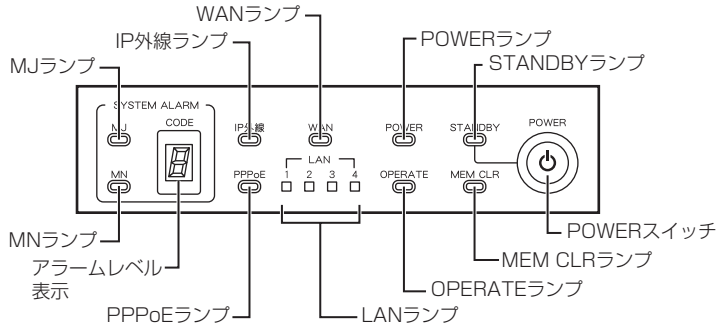 WANランプ
IP外線ランプ
POWERランプ
MJランプ
STANDBYランプ
SYSTEM ALARM
MJ
CODE
IP外線
WAN
POWER
STANDBY
POWER
LAN
MN
PPPoE
1 2 3 4
OPERATE
MEM CLR
MNランプ
POWERスイッチ
アラームレベル
表示
MEM CLRランプ
OPERATEランプ
PPPoEランプ
LANランプ